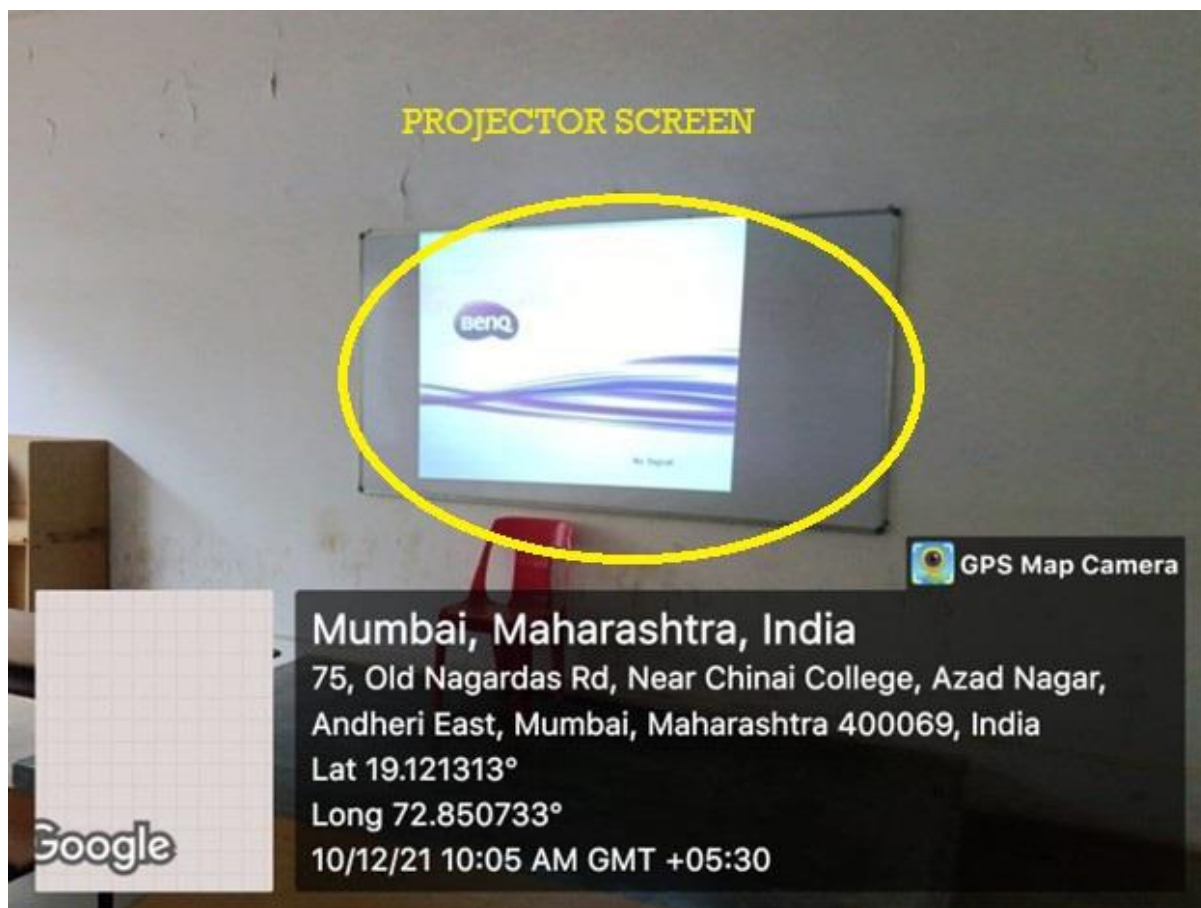 PROJECTOR SCREEN
BenQ
No Signal
GPS Map Camera
Mumbai, Maharashtra, India
75, Old Nagardas Rd, Near Chinai College, Azad Nagar,
Andheri East, Mumbai, Maharashtra 400069, India
Lat 19.121313°
Long 72.850733°
10/12/21 10:05 AM GMT +05:30
Google